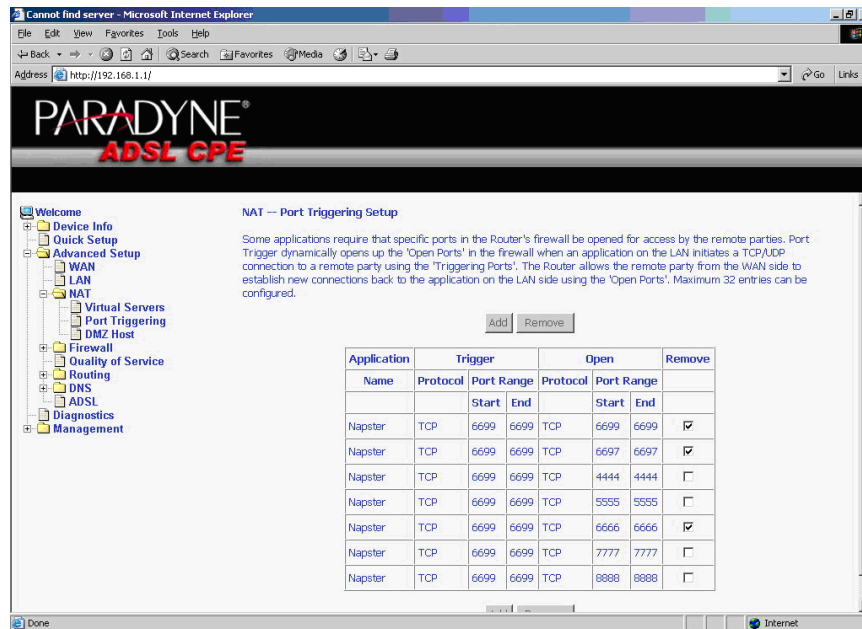 Cannot find server - Microsoft Internet Explorer
File Edit View Favorites Tools Help
Back Search Favorites Media
Address http://192.168.1.1/ Go Links
PARADYNE®
ADSL CPE
Welcome
Device Info
Quick Setup
Advanced Setup
WAN
LAN
NAT
Virtual Servers
Port Triggering
DMZ Host
Firewall
Quality of Service
Routing
DNS
ADSL
Diagnostics
Management
NAT -- Port Triggering Setup
Some applications require that specific ports in the Router's firewall be opened for access by the remote parties. Port
Trigger dynamically opens up the 'Open Ports' in the firewall when an application on the LAN initiates a TCP/UDP
connection to a remote party using the 'Triggering Ports'. The Router allows the remote party from the WAN side to
establish new connections back to the application on the LAN side using the 'Open Ports'. Maximum 32 entries can be
configured.
Add Remove
Application Trigger Open Remove
Name Protocol Port Range Protocol Port Range
Start End Start End
Napster TCP 6699 6699 TCP 6699 6699
Napster TCP 6699 6699 TCP 6697 6697
Napster TCP 6699 6699 TCP 4444 4444
Napster TCP 6699 6699 TCP 5555 5555
Napster TCP 6699 6699 TCP 6666 6666
Napster TCP 6699 6699 TCP 7777 7777
Napster TCP 6699 6699 TCP 8888 8888
Done Internet